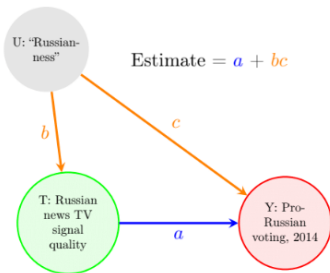 U: “Russian-
ness”
Estimate = a + bc
b
c
T: Russian
news TV
signal
quality
a
Y: Pro-
Russian
voting, 2014